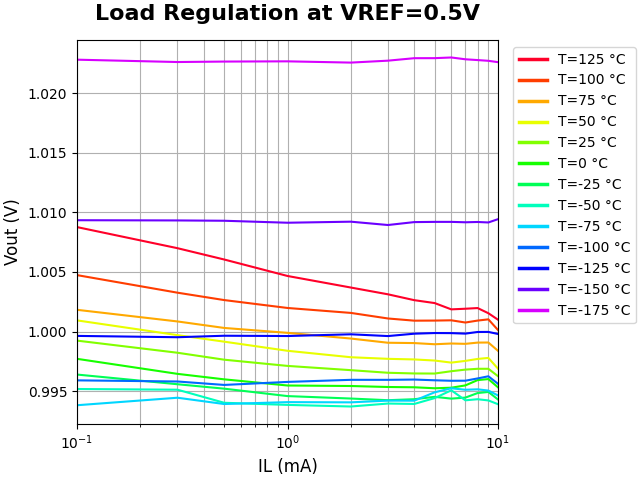 Load Regulation at VREF=0.5V
Vout (V)
1.020
1.015
1.010
1.005
1.000
0.995
10⁻¹
10⁰
10¹
IL (mA)
T=125 °C
T=100 °C
T=75 °C
T=50 °C
T=25 °C
T=0 °C
T=-25 °C
T=-50 °C
T=-75 °C
T=-100 °C
T=-125 °C
T=-150 °C
T=-175 °C